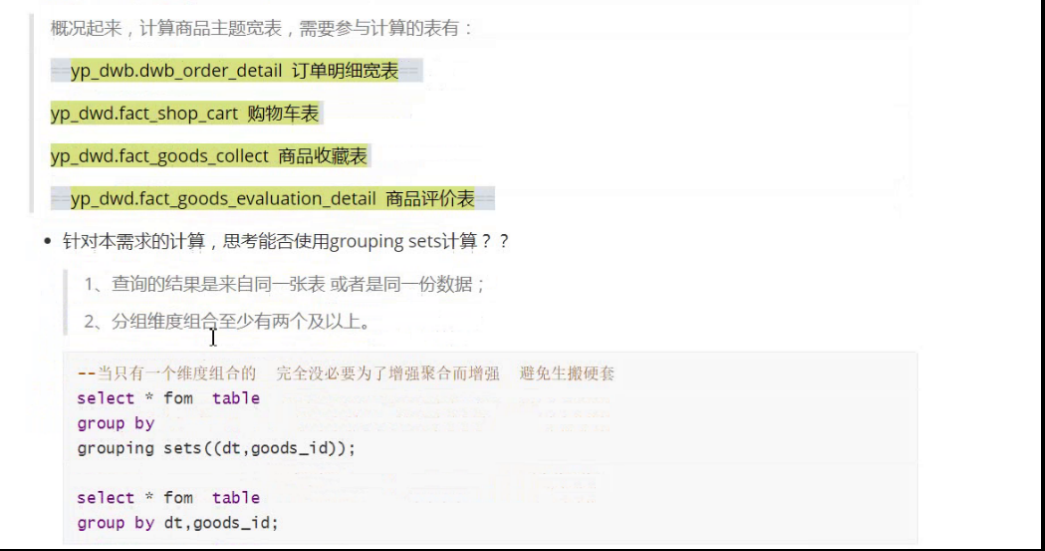 概况起来，计算商品主题宽表，需要参与计算的表有：
==yp_dwb.dwb_order_detail 订单明细宽表==
yp_dwd.fact_shop_cart 购物车表
yp_dwd.fact_goods_collect 商品收藏表
==yp_dwd.fact_goods_evaluation_detail 商品评价表==
• 针对本需求的计算，思考能否使用grouping sets计算？？
1、查询的结果是来自同一张表 或者是同一份数据；
2、分组维度组合至少有两个及以上。
--当只有一个维度组合的 完全没必要为了增强聚合而增强 避免生搬硬套
select * fom table
group by
grouping sets((dt,goods_id));
select * fom table
group by dt,goods_id;